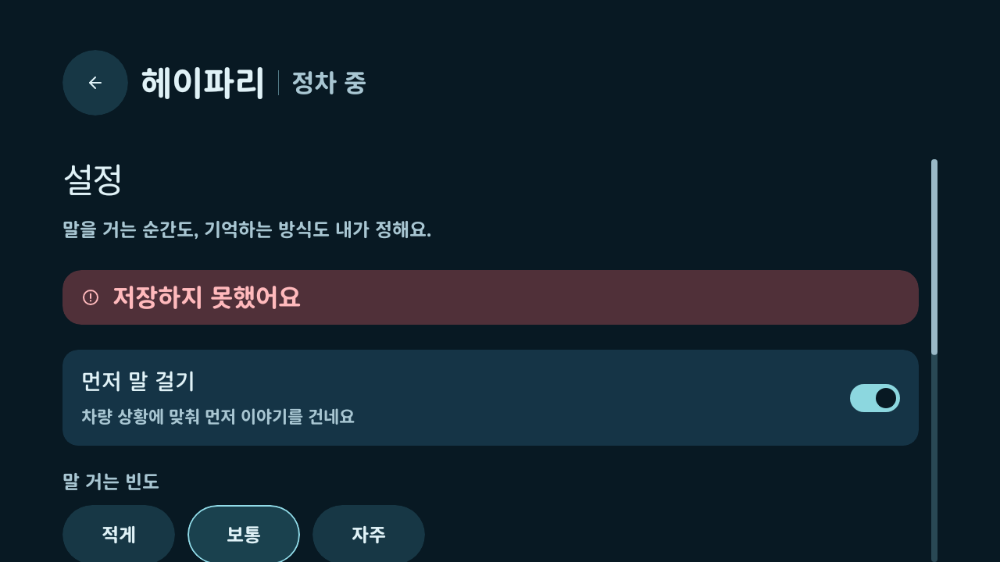 헤이파리 | 정차 중
설정
말을 거는 순간도, 기억하는 방식도 내가 정해요.
저장하지 못했어요
먼저 말 걸기
차량 상황에 맞춰 먼저 이야기를 건네요
말 거는 빈도
적게 보통 자주